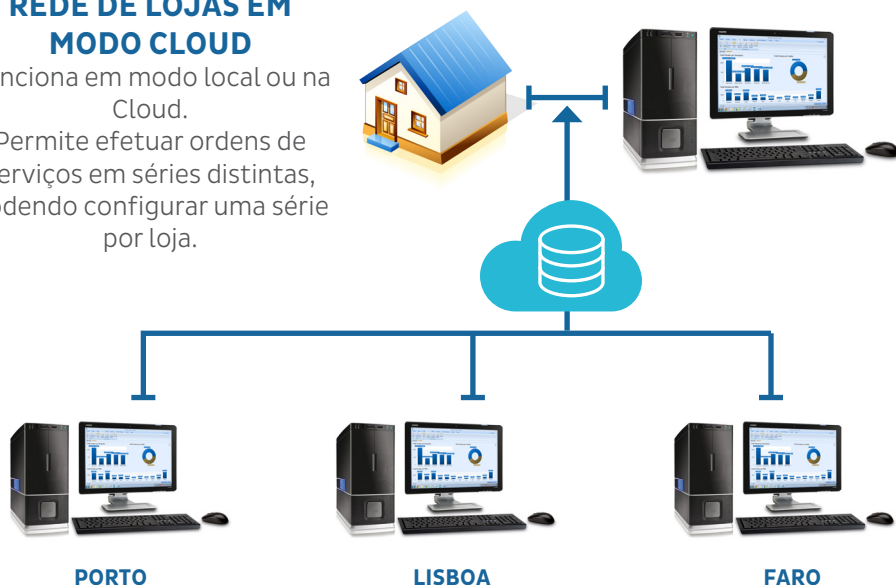 REDE DE LOJAS EM
MODO CLOUD
nciona em modo local ou na
Cloud.
Permite efetuar ordens de
erviços em séries distintas,
odendo configurar uma série
por loja.
PORTO
LISBOA
FARO